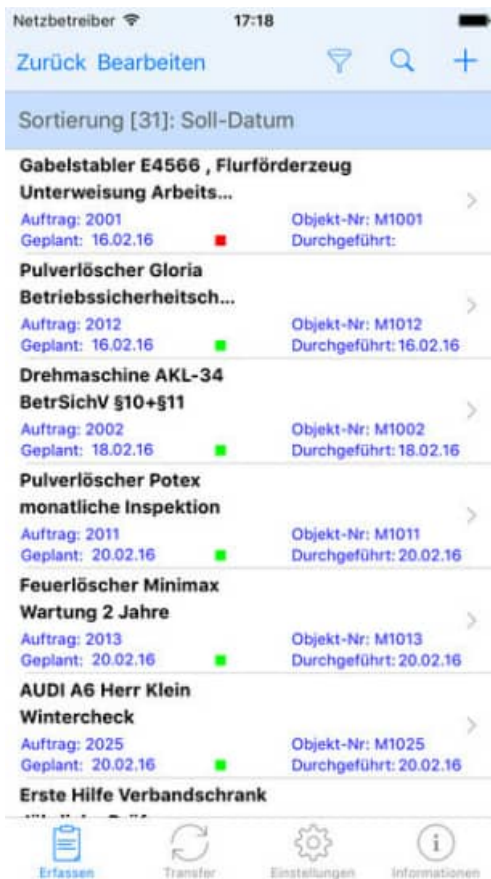 Netzbetreiber 17:18
Zurück Bearbeiten
Sortierung [31]: Soll-Datum
Gabelstabler E4566 , Flurförderzeug
Unterweisung Arbeits...
Auftrag: 2001 Objekt-Nr: M1001
Geplant: 16.02.16 Durchgeführt:
Pulverlöscher Gloria
Betriebssicherheitsch...
Auftrag: 2012 Objekt-Nr: M1012
Geplant: 16.02.16 Durchgeführt: 16.02.16
Drehmaschine AKL-34
BetrSichV §10+§11
Auftrag: 2002 Objekt-Nr: M1002
Geplant: 18.02.16 Durchgeführt: 18.02.16
Pulverlöscher Potex
monatliche Inspektion
Auftrag: 2011 Objekt-Nr: M1011
Geplant: 20.02.16 Durchgeführt: 20.02.16
Feuerlöscher Minimax
Wartung 2 Jahre
Auftrag: 2013 Objekt-Nr: M1013
Geplant: 20.02.16 Durchgeführt: 20.02.16
AUDI A6 Herr Klein
Wintercheck
Auftrag: 2025 Objekt-Nr: M1025
Geplant: 20.02.16 Durchgeführt: 20.02.16
Erste Hilfe Verbandschrank
Erfassen Transfer Einstellungen Informationen